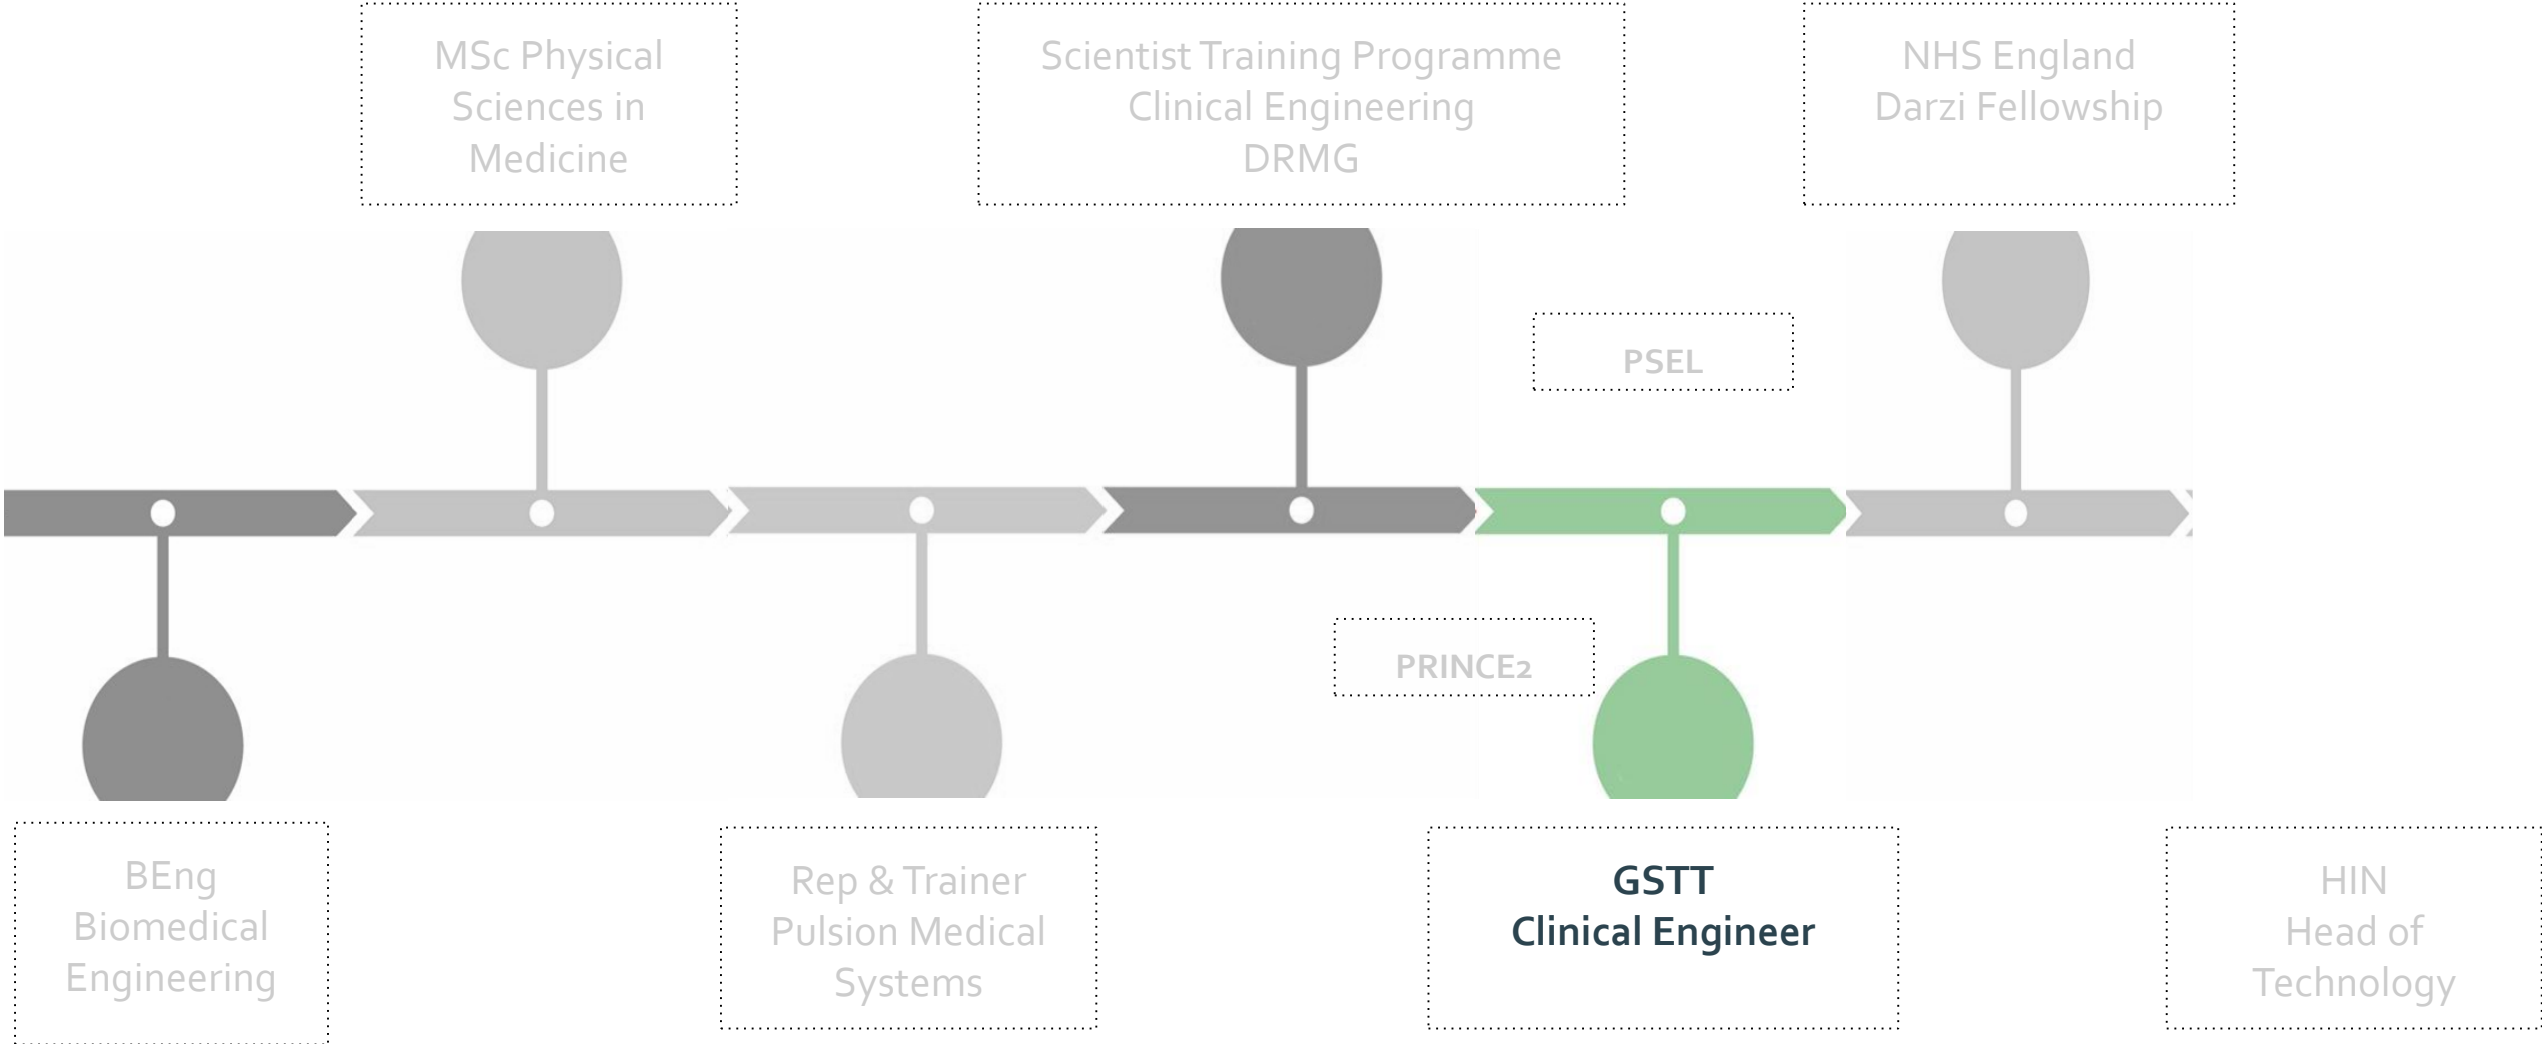 MSc Physical
Sciences in
Medicine
Scientist Training Programme
Clinical Engineering
DRMG
NHS England
Darzi Fellowship
PSEL
PRINCE2
BEng
Biomedical
Engineering
Rep & Trainer
Pulsion Medical
Systems
GSTT
Clinical Engineer
HIN
Head of
Technology